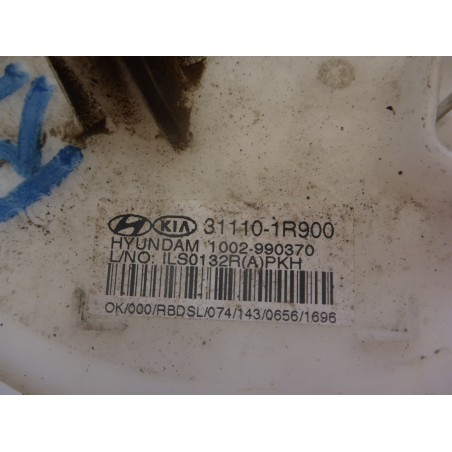 KIA 31110-1R900
HYUNDAM 1002-990370
L/NO: ILS0132R(A)PKH
OK/000/RBDSL/074/143/0656/1696